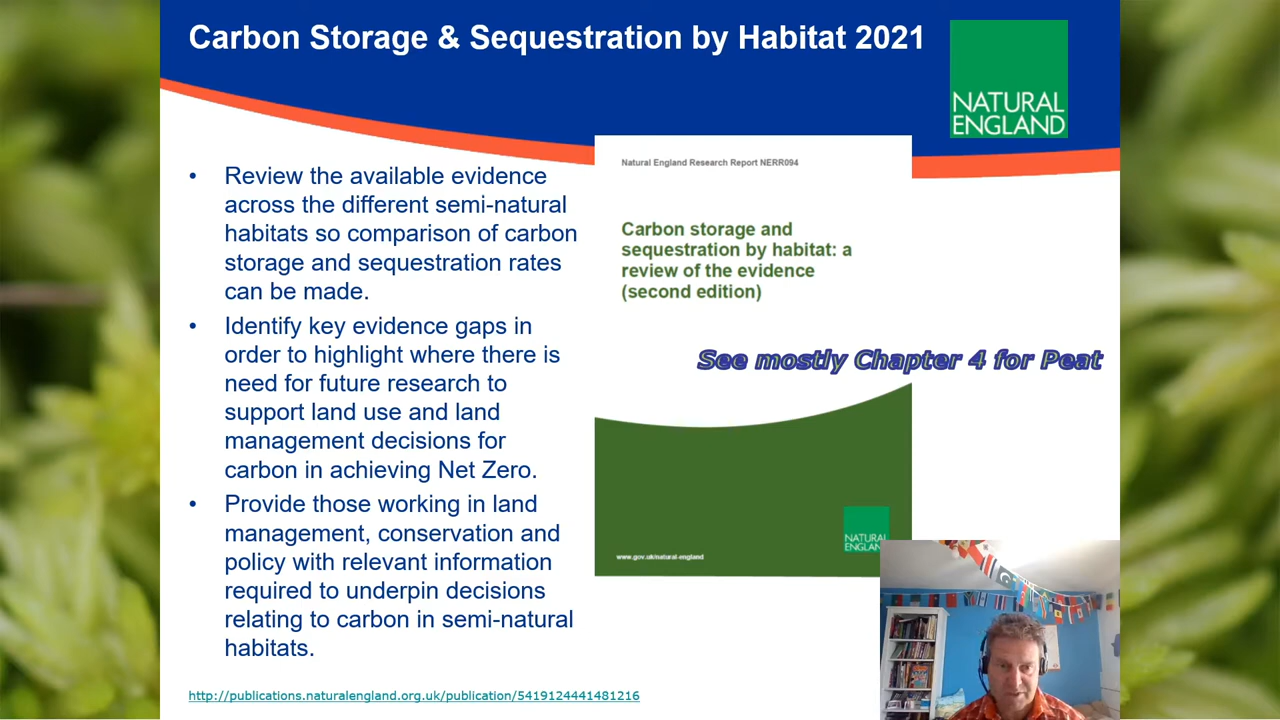 Carbon Storage & Sequestration by Habitat 2021
NATURAL
ENGLAND
• Review the available evidence
across the different semi-natural
habitats so comparison of carbon
storage and sequestration rates
can be made.
• Identify key evidence gaps in
order to highlight where there is
need for future research to
support land use and land
management decisions for
carbon in achieving Net Zero.
• Provide those working in land
management, conservation and
policy with relevant information
required to underpin decisions
relating to carbon in semi-natural
habitats.
http://publications.naturalengland.org.uk/publication/5419124441481216
Natural England Research Report NERR094
Carbon storage and
sequestration by habitat: a
review of the evidence
(second edition)
See mostly Chapter 4 for Peat
www.gov.uk/natural-england
NATURAL
ENGLAND